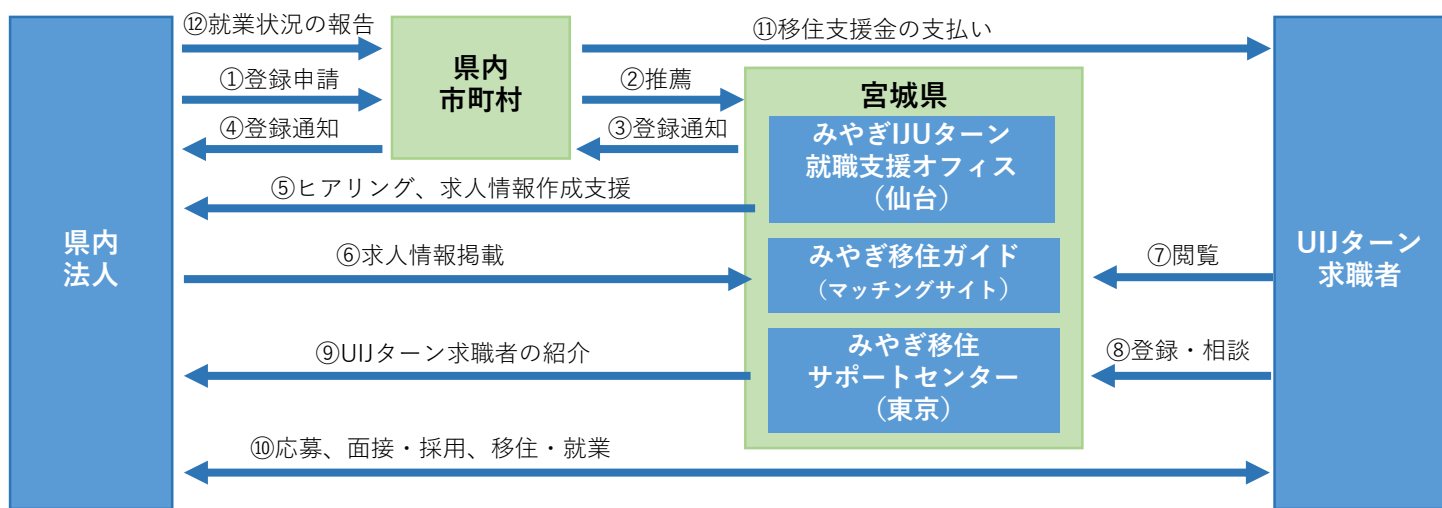 ⑫就業状況の報告
⑪移住支援金の支払い
県内
市町村
①登録申請
②推薦
宮城県
④登録通知
③登録通知
みやぎIJUターン
就職支援オフィス
（仙台）
⑤ヒアリング、求人情報作成支援
県内
法人
UIJターン
求職者
⑥求人情報掲載
みやぎ移住ガイド
（マッチングサイト）
⑦閲覧
⑨UIJターン求職者の紹介
みやぎ移住
サポートセンター
（東京）
⑧登録・相談
⑩応募、面接・採用、移住・就業